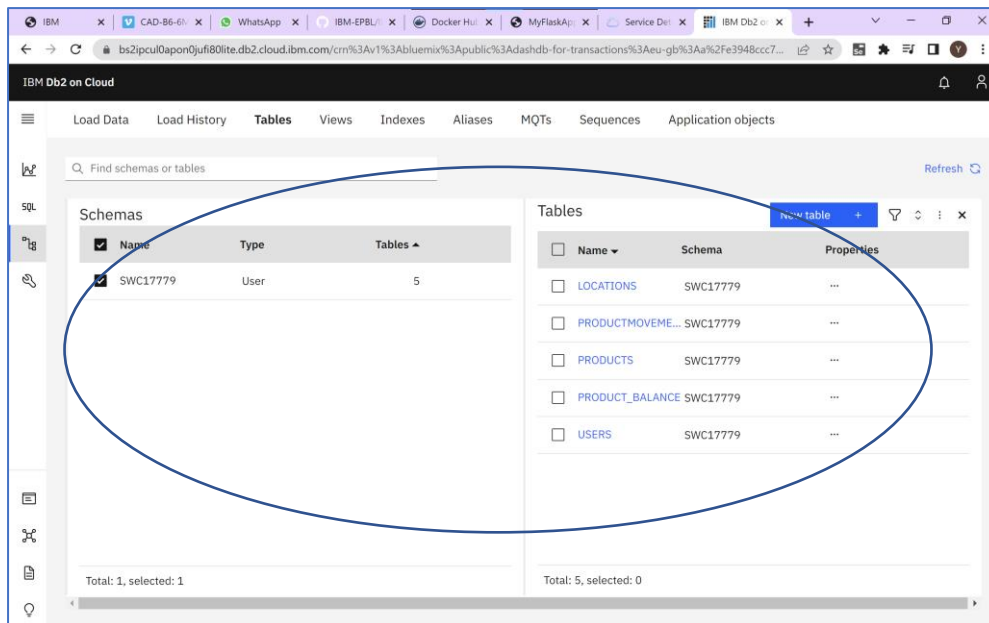 IBM CAD-B6-6N WhatsApp IBM-EPBL/ Docker Hul MyFlaskAp Service Det IBM Db2 o
bs2ipcul0apon0jufi80lite.db2.cloud.ibm.com/crn%3Av1%3Abluemix%3Apublic%3Adashdb-for-transactions%3Aeu-gb%3Aa%2Fe3948ccc7... Se Y
IBM Db2 on Cloud
Load Data Load History Tables Views Indexes Aliases MQTs Sequences Application objects
Find schemas or tables Refresh
SQL
Schemas
Name Type Tables
SWC17779 User 5
Total: 1, selected: 1
Tables New table +
Name Schema Properties
LOCATIONS SWC17779 ...
PRODUCTMOVEME... SWC17779 ...
PRODUCTS SWC17779 ...
PRODUCT_BALANCE SWC17779 ...
USERS SWC17779 ...
Total: 5, selected: 0